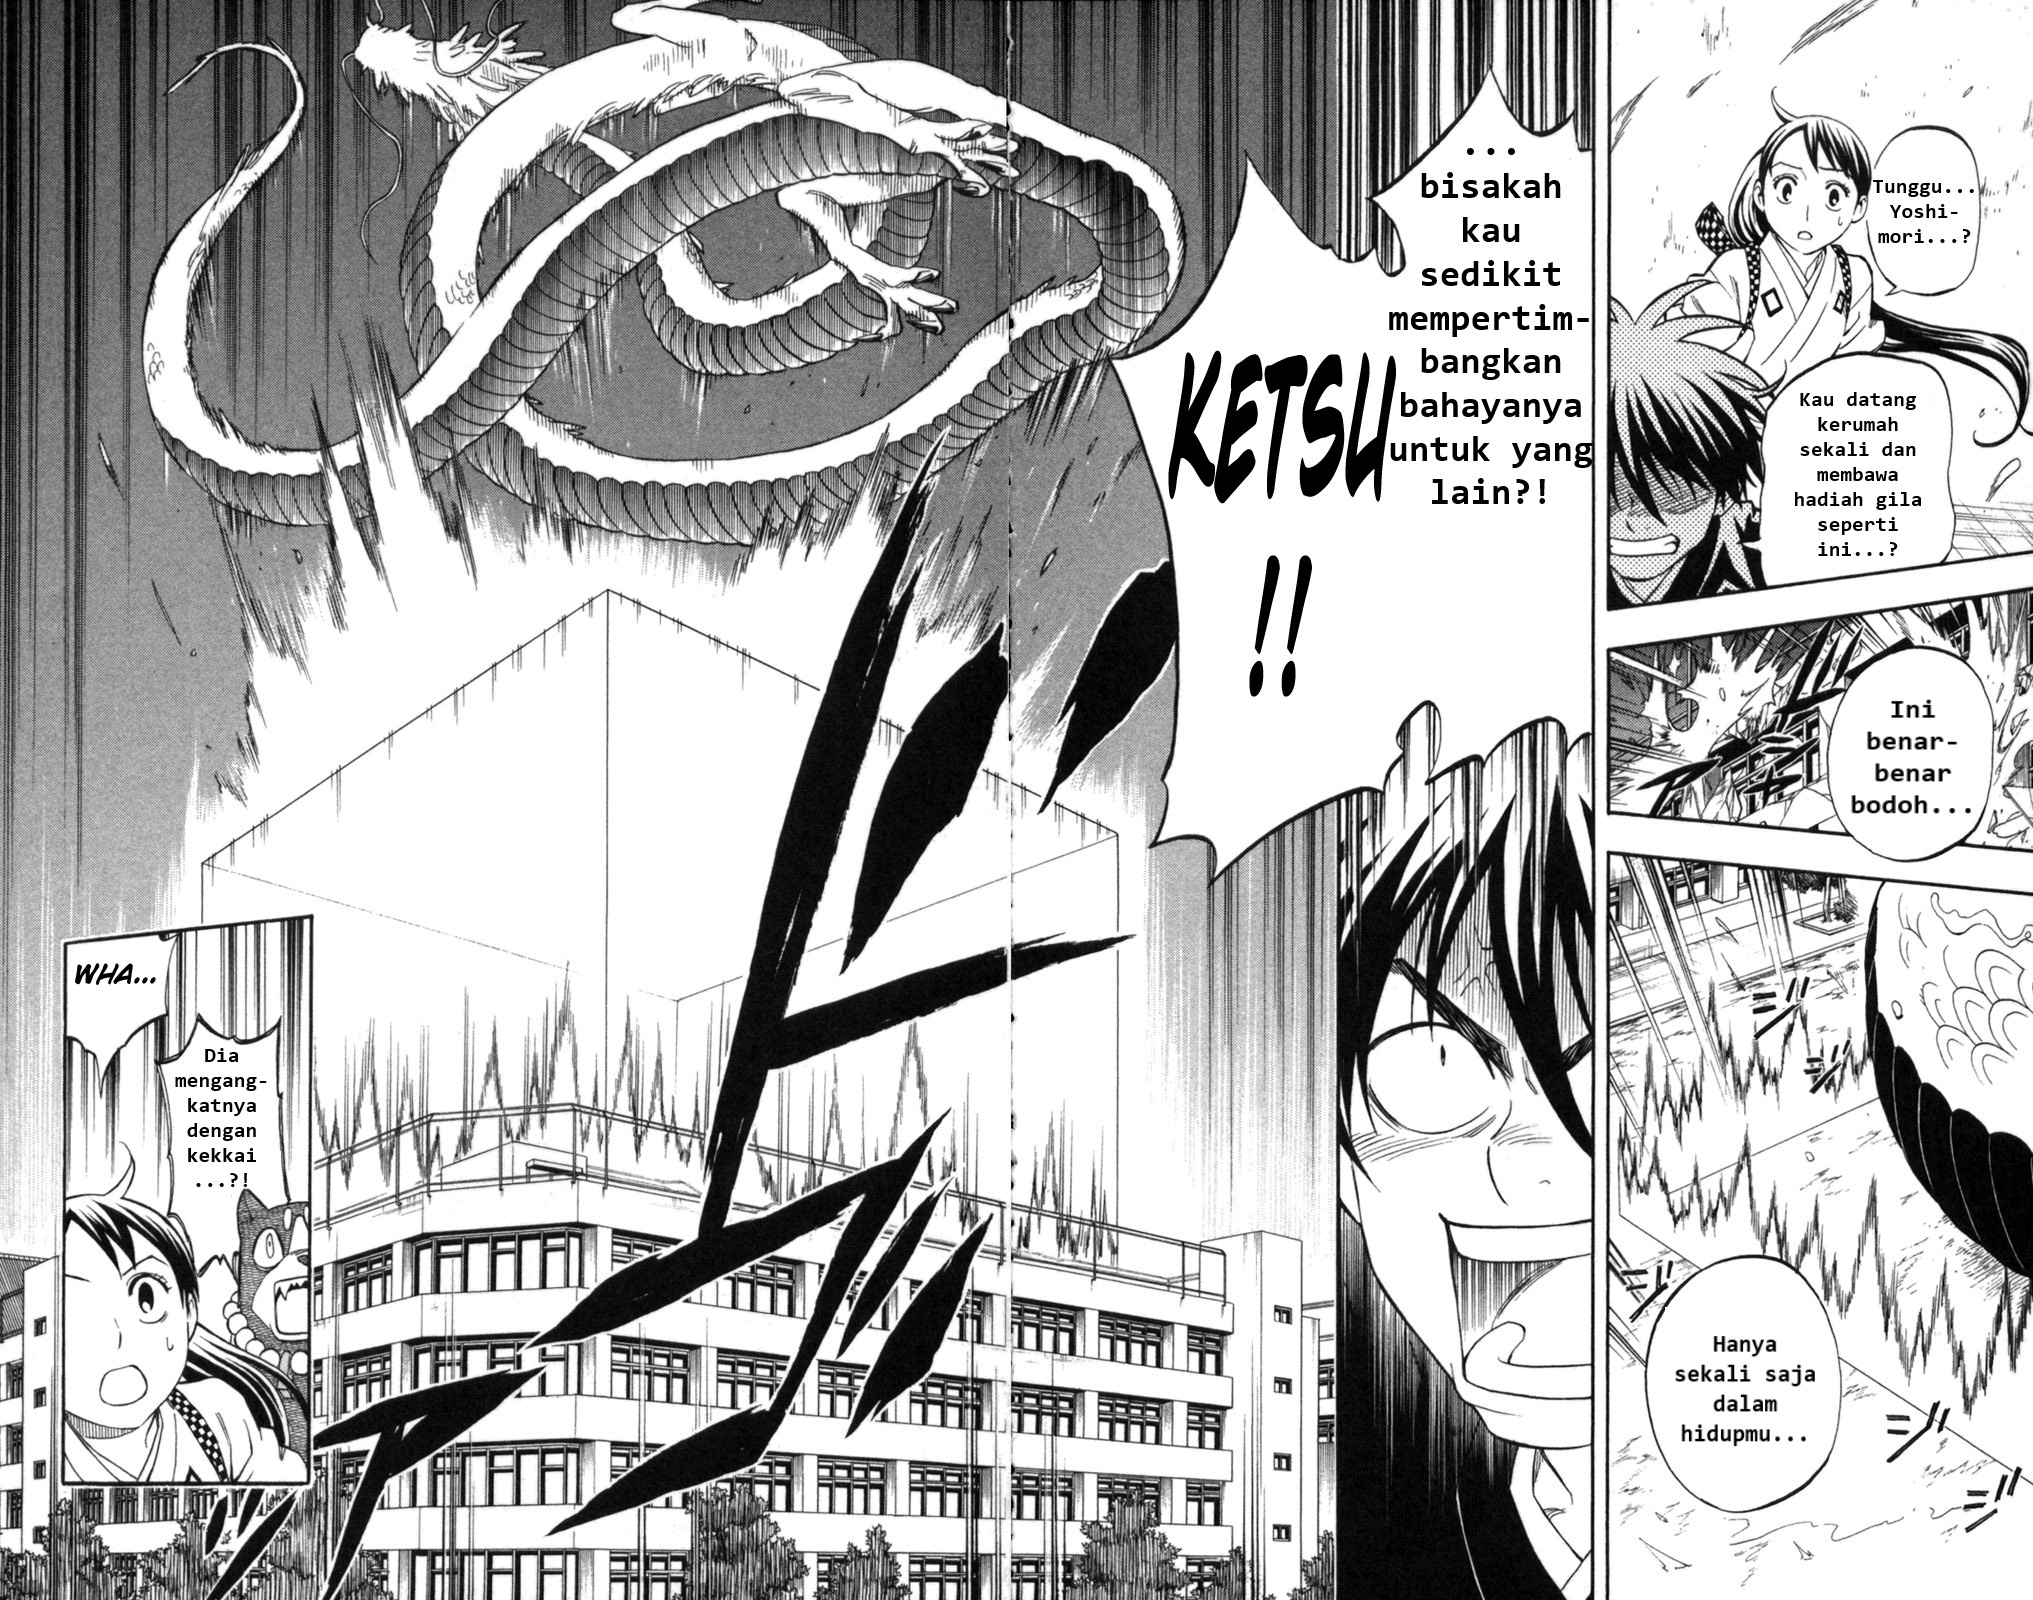 Tunggu...
Yoshi-
mori...?
Kau datang
kerumah
sekali dan
membawa
hadiah gila
seperti
ini...?
Ini
benar-
benar
bodoh...
Hanya
sekali saja
dalam
hidupmu...
...
bisakah
kau
sedikit
mempertim-
bangkan
bahayanya
untuk yang
lain?!
KETSU
!!
WHA...
Dia
mengang-
katnya
dengan
kekkai
...?!